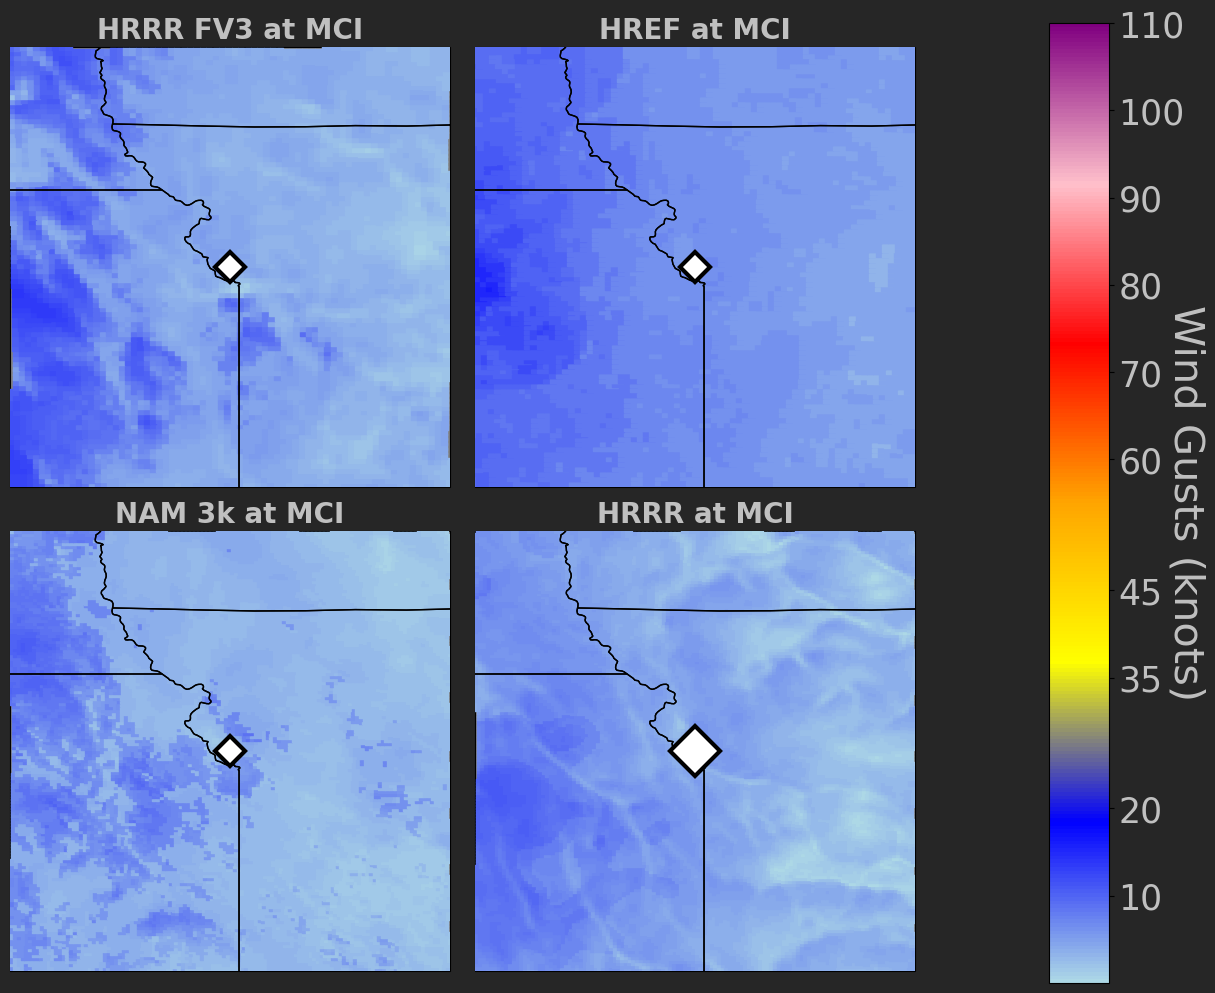 HRRR FV3 at MCI
HREF at MCI
NAM 3k at MCI
HRRR at MCI
110
100
90
80
70
60
45
35
20
10
Wind Gusts (knots)